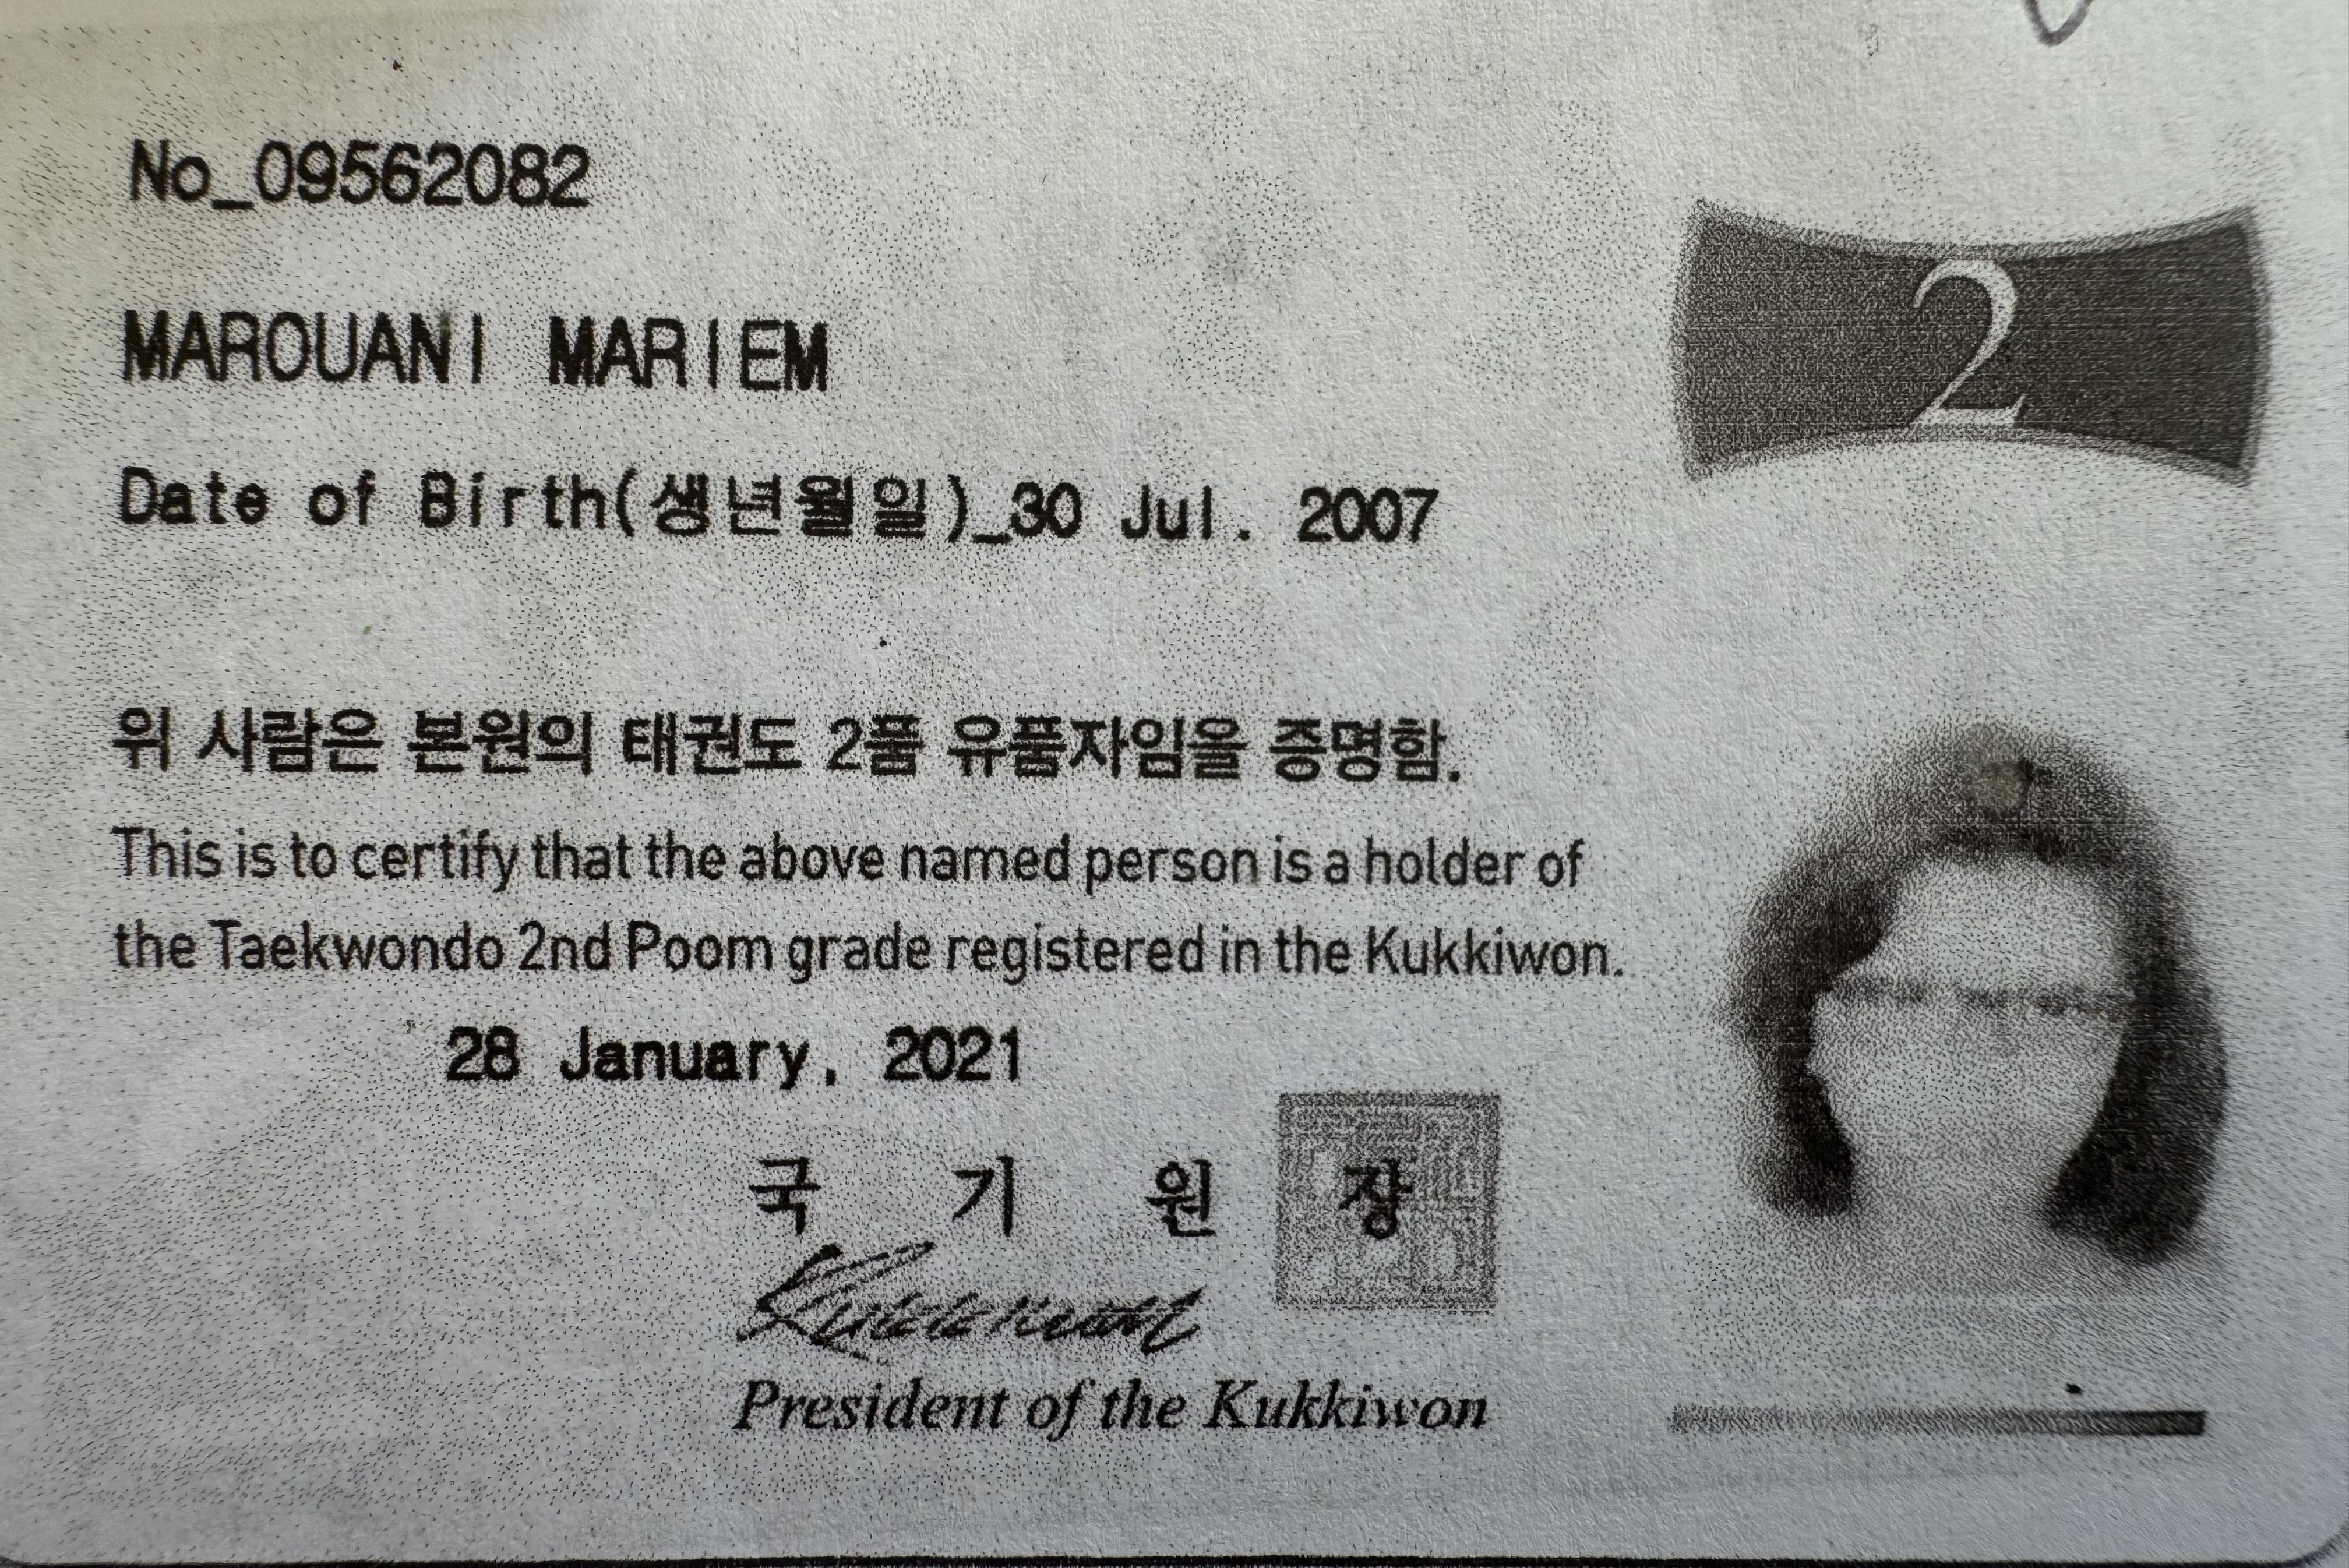 No_09562082
2
MAROUANI MARIEM
Date of Birth(생년월일)_30 Jul. 2007
위 사람은 본원의 태권도 2품 유품자임을 증명함.
This is to certify that the above named person is a holder of
the Taekwondo 2nd Poom grade registered in the Kukkiwon.
28 January, 2021
국 기 원 장
Kukkiwon
President of the Kukkiwon